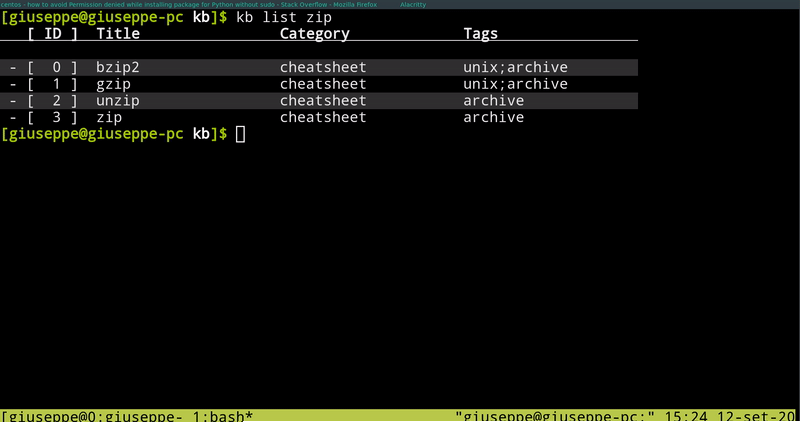 centos - how to avoid Permission denied while installing package for Python without sudo - Stack Overflow - Mozilla Firefox Alacritty
[giuseppe@giuseppe-pc kb]$ kb list zip
[ ID ] Title Category Tags
- [ 0 ] bzip2 cheatsheet unix;archive
- [ 1 ] gzip cheatsheet unix;archive
- [ 2 ] unzip cheatsheet archive
- [ 3 ] zip cheatsheet archive
[giuseppe@giuseppe-pc kb]$
[giuseppe@0:giuseppe- 1:bash* "giuseppe@giuseppe-pc:" 15:24 12-set-20